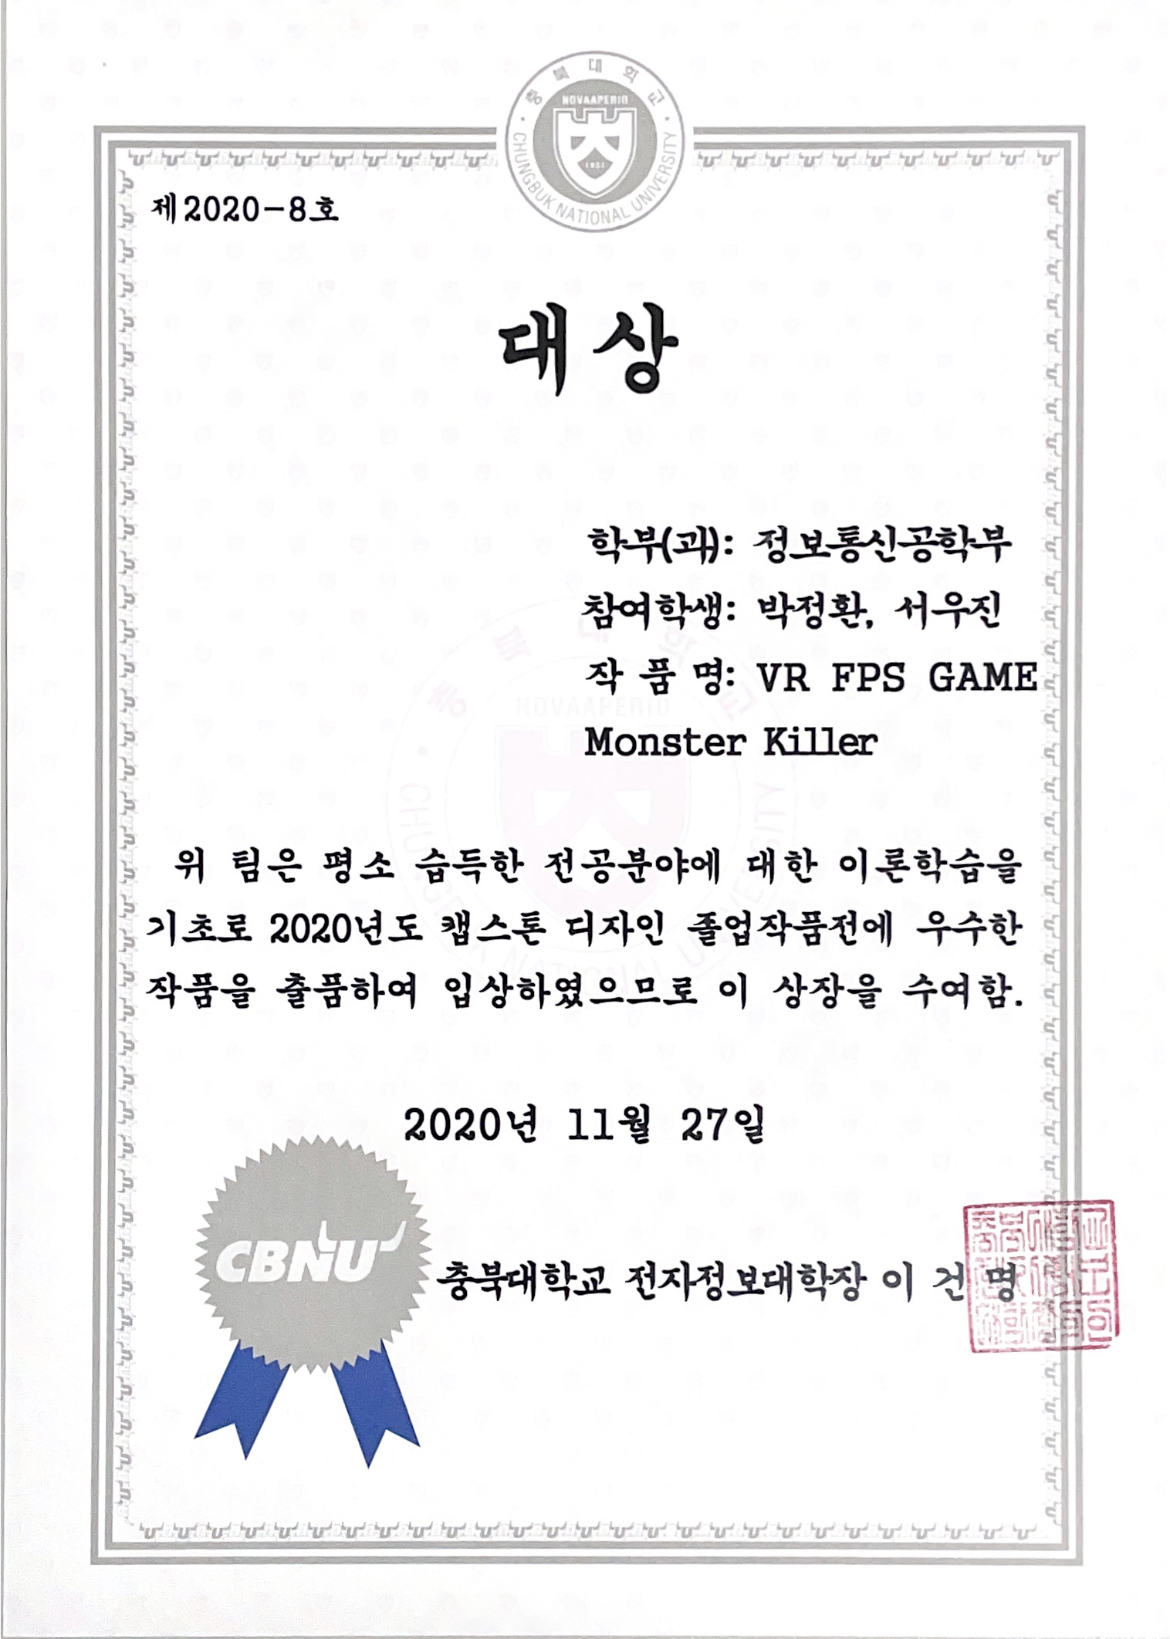 충북대학교
NOVAAPERIO
1951
CHUNGBUK NATIONAL UNIVERSITY
제2020-8호
대상
학부(과): 정보통신공학부
참여학생: 박정환, 서우진
작 품 명: VR FPS GAME
Monster Killer
위 팀은 평소 습득한 전공분야에 대한 이론학습을
기초로 2020년도 캡스톤 디자인 졸업작품전에 우수한
작품을 출품하여 입상하였으므로 이 상장을 수여함.
2020년 11월 27일
CBNU
충북대학교 전자정보대학장 이 건 명